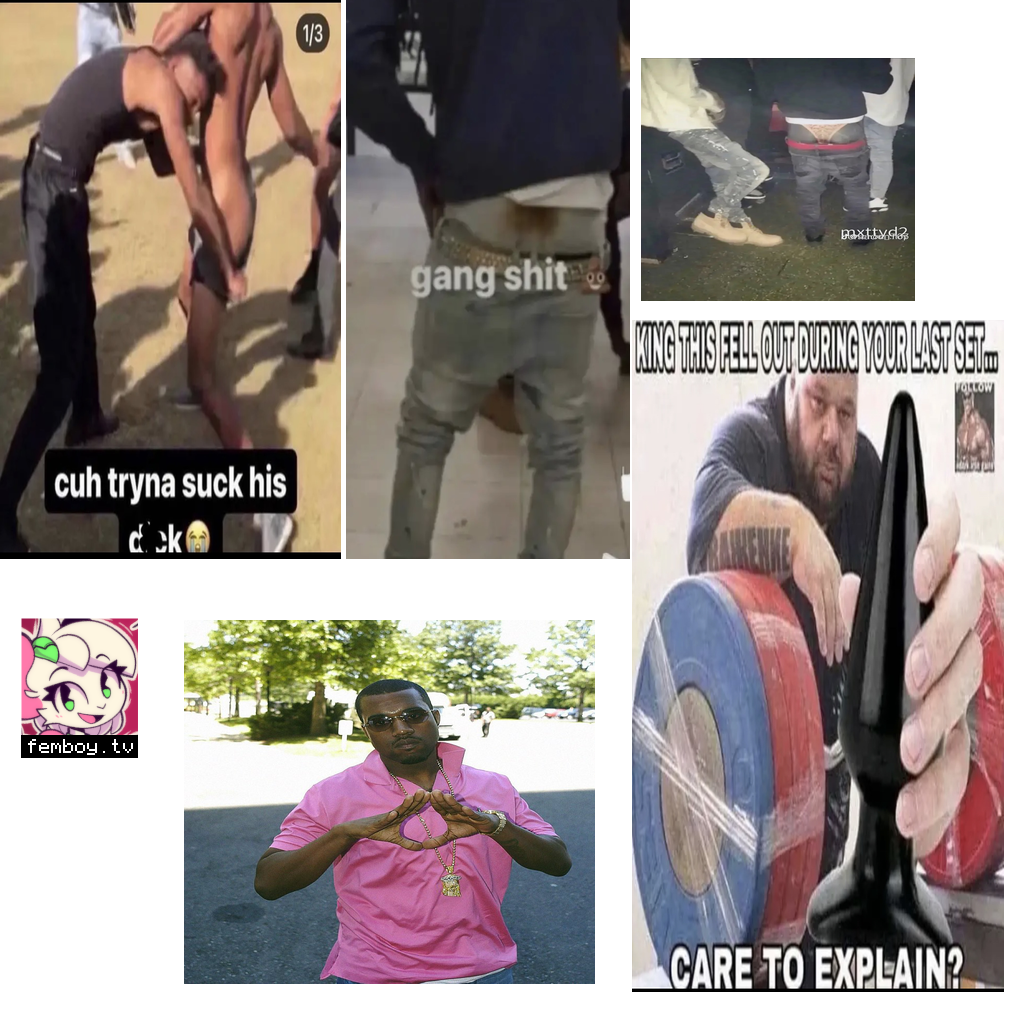 1/3
cuh tryna suck his
d ck😭
gang shit 💩
mxttyd2
KING THIS FELL OUT DURING YOUR LAST SET...
FOLLOW
CARE TO EXPLAIN?
femboy.tv